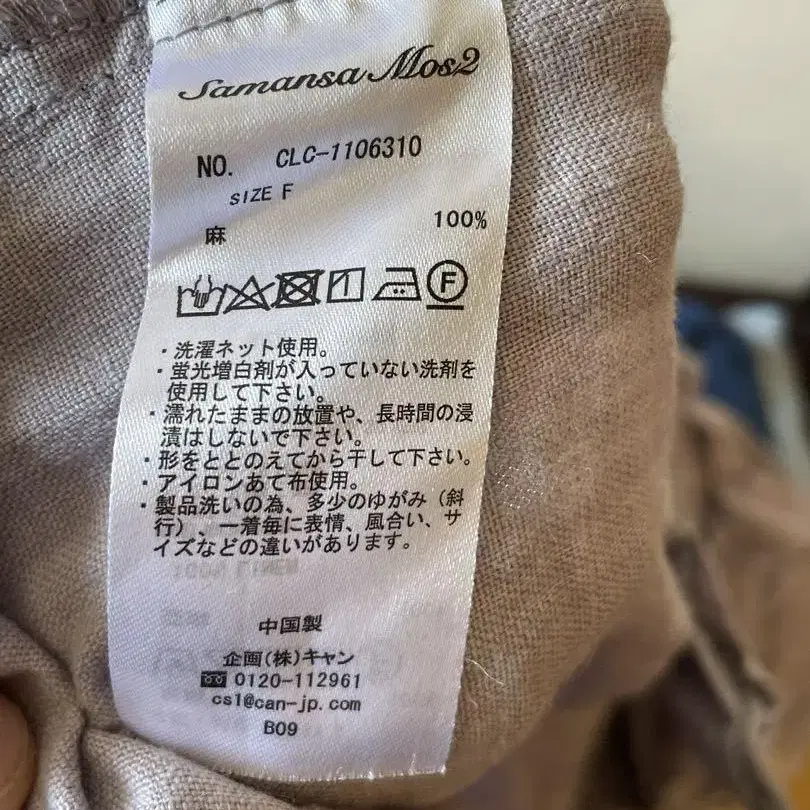 Samansa Mos2
NO. CLC-1106310
SIZE F
麻 100%
F
・洗濯ネット使用。
・蛍光増白剤が入っていない洗剤を
使用して下さい。
・濡れたままの放置や、長時間の浸
漬はしないで下さい。
・形をととのえてから干して下さい。
・アイロンあて布使用。
・製品洗いの為、多少のゆがみ（斜
行）、一着毎に表情、風合い、サ
イズなどの違いがあります。
中国製
企画(株)キャン
0120-112961
cs1@can-jp.com
B09